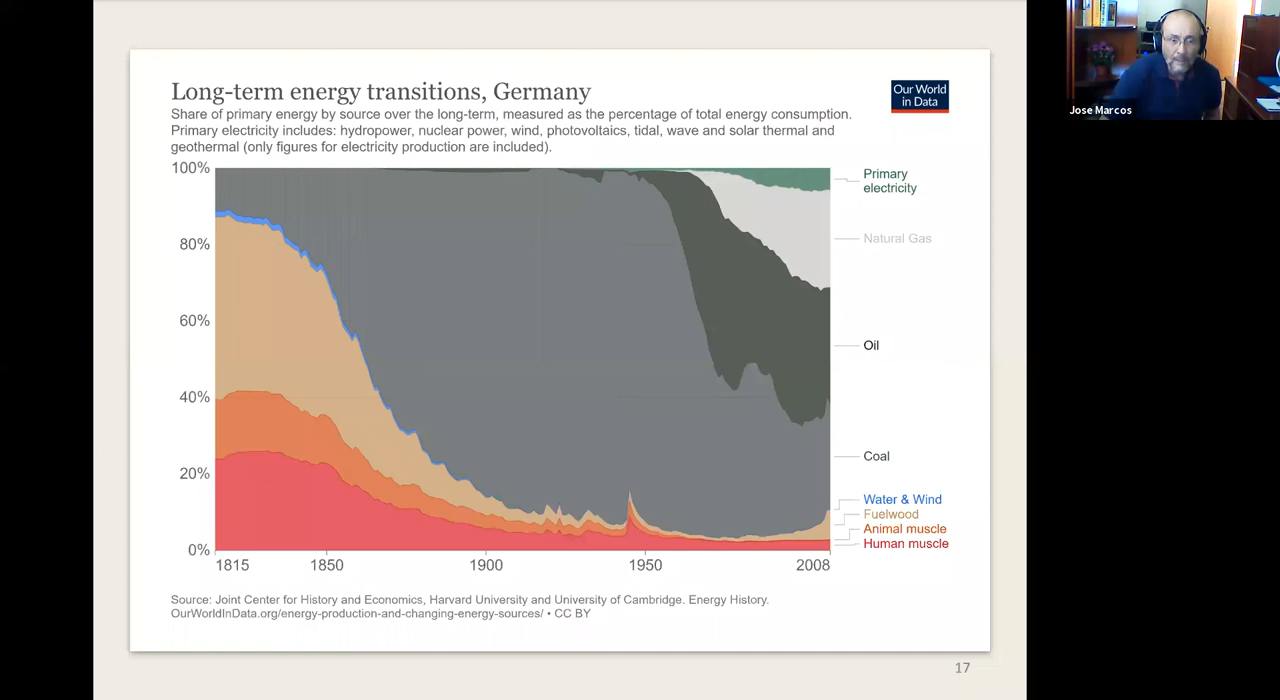 Long-term energy transitions, Germany
Share of primary energy by source over the long-term, measured as the percentage of total energy consumption.
Primary electricity includes: hydropower, nuclear power, wind, photovoltaics, tidal, wave and solar thermal and
geothermal (only figures for electricity production are included).
Our World
in Data
Jose Marcos
100%
80%
60%
40%
20%
0%
1815
1850
1900
1950
2008
Primary
electricity
Natural Gas
Oil
Coal
Water & Wind
Fuelwood
Animal muscle
Human muscle
Source: Joint Center for History and Economics, Harvard University and University of Cambridge. Energy History.
OurWorldInData.org/energy-production-and-changing-energy-sources/ • CC BY
17